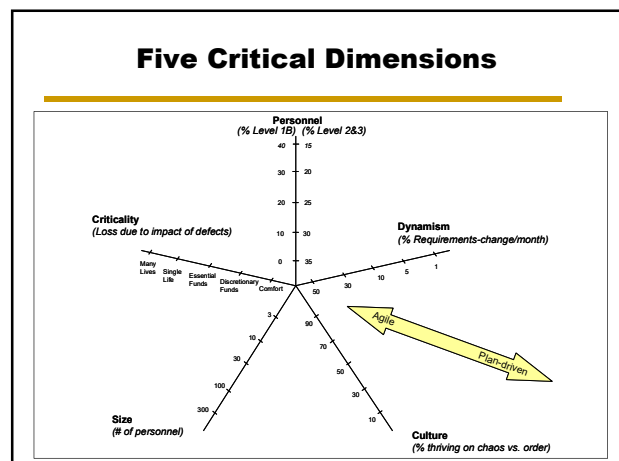 Five Critical Dimensions
Personnel
(% Level 1B) (% Level 2&3)
40 15
30 20
20 25
10 30
0 35
Criticality
(Loss due to impact of defects)
Many
Lives
Single
Life
Essential
Funds
Discretionary
Funds
Comfort
Dynamism
(% Requirements-change/month)
50
30
10
5
1
Agile
Plan-driven
3
10
30
100
300
Size
(# of personnel)
90
70
50
30
10
Culture
(% thriving on chaos vs. order)